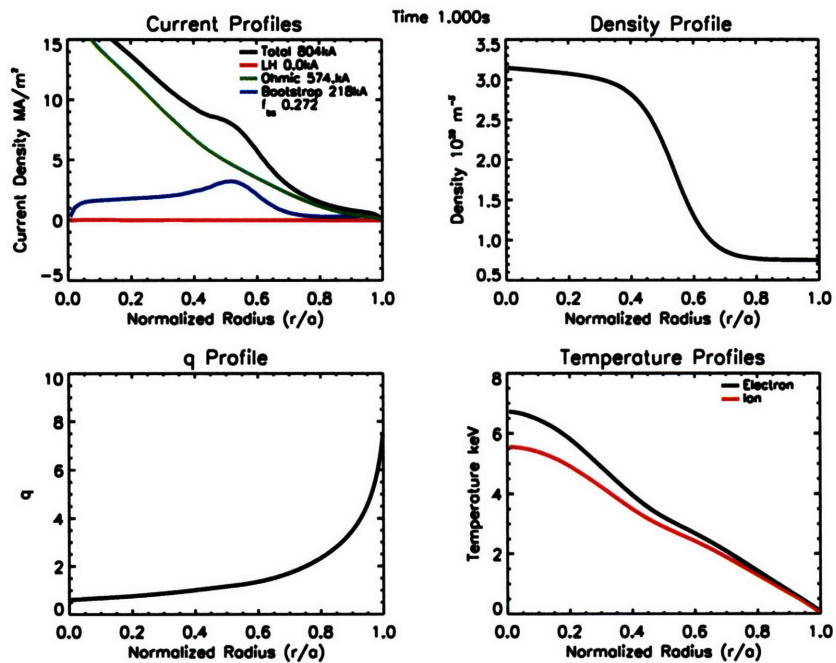 Time 1.000s
Current Profiles
Total 804kA
LH 0.0kA
Ohmic 574.kA
Bootstrap 218kA
f_bs 0.272
Current Density MA/m²
15
10
5
0
-5
0.0 0.2 0.4 0.6 0.8 1.0
Normalized Radius (r/a)
Density Profile
Density 10²⁰ m⁻³
3.5
3.0
2.5
2.0
1.5
1.0
0.5
0.0 0.2 0.4 0.6 0.8 1.0
Normalized Radius (r/a)
q Profile
q
10
8
6
4
2
0
0.0 0.2 0.4 0.6 0.8 1.0
Normalized Radius (r/a)
Temperature Profiles
Electron
Ion
Temperature keV
8
6
4
2
0
0.0 0.2 0.4 0.6 0.8 1.0
Normalized Radius (r/a)